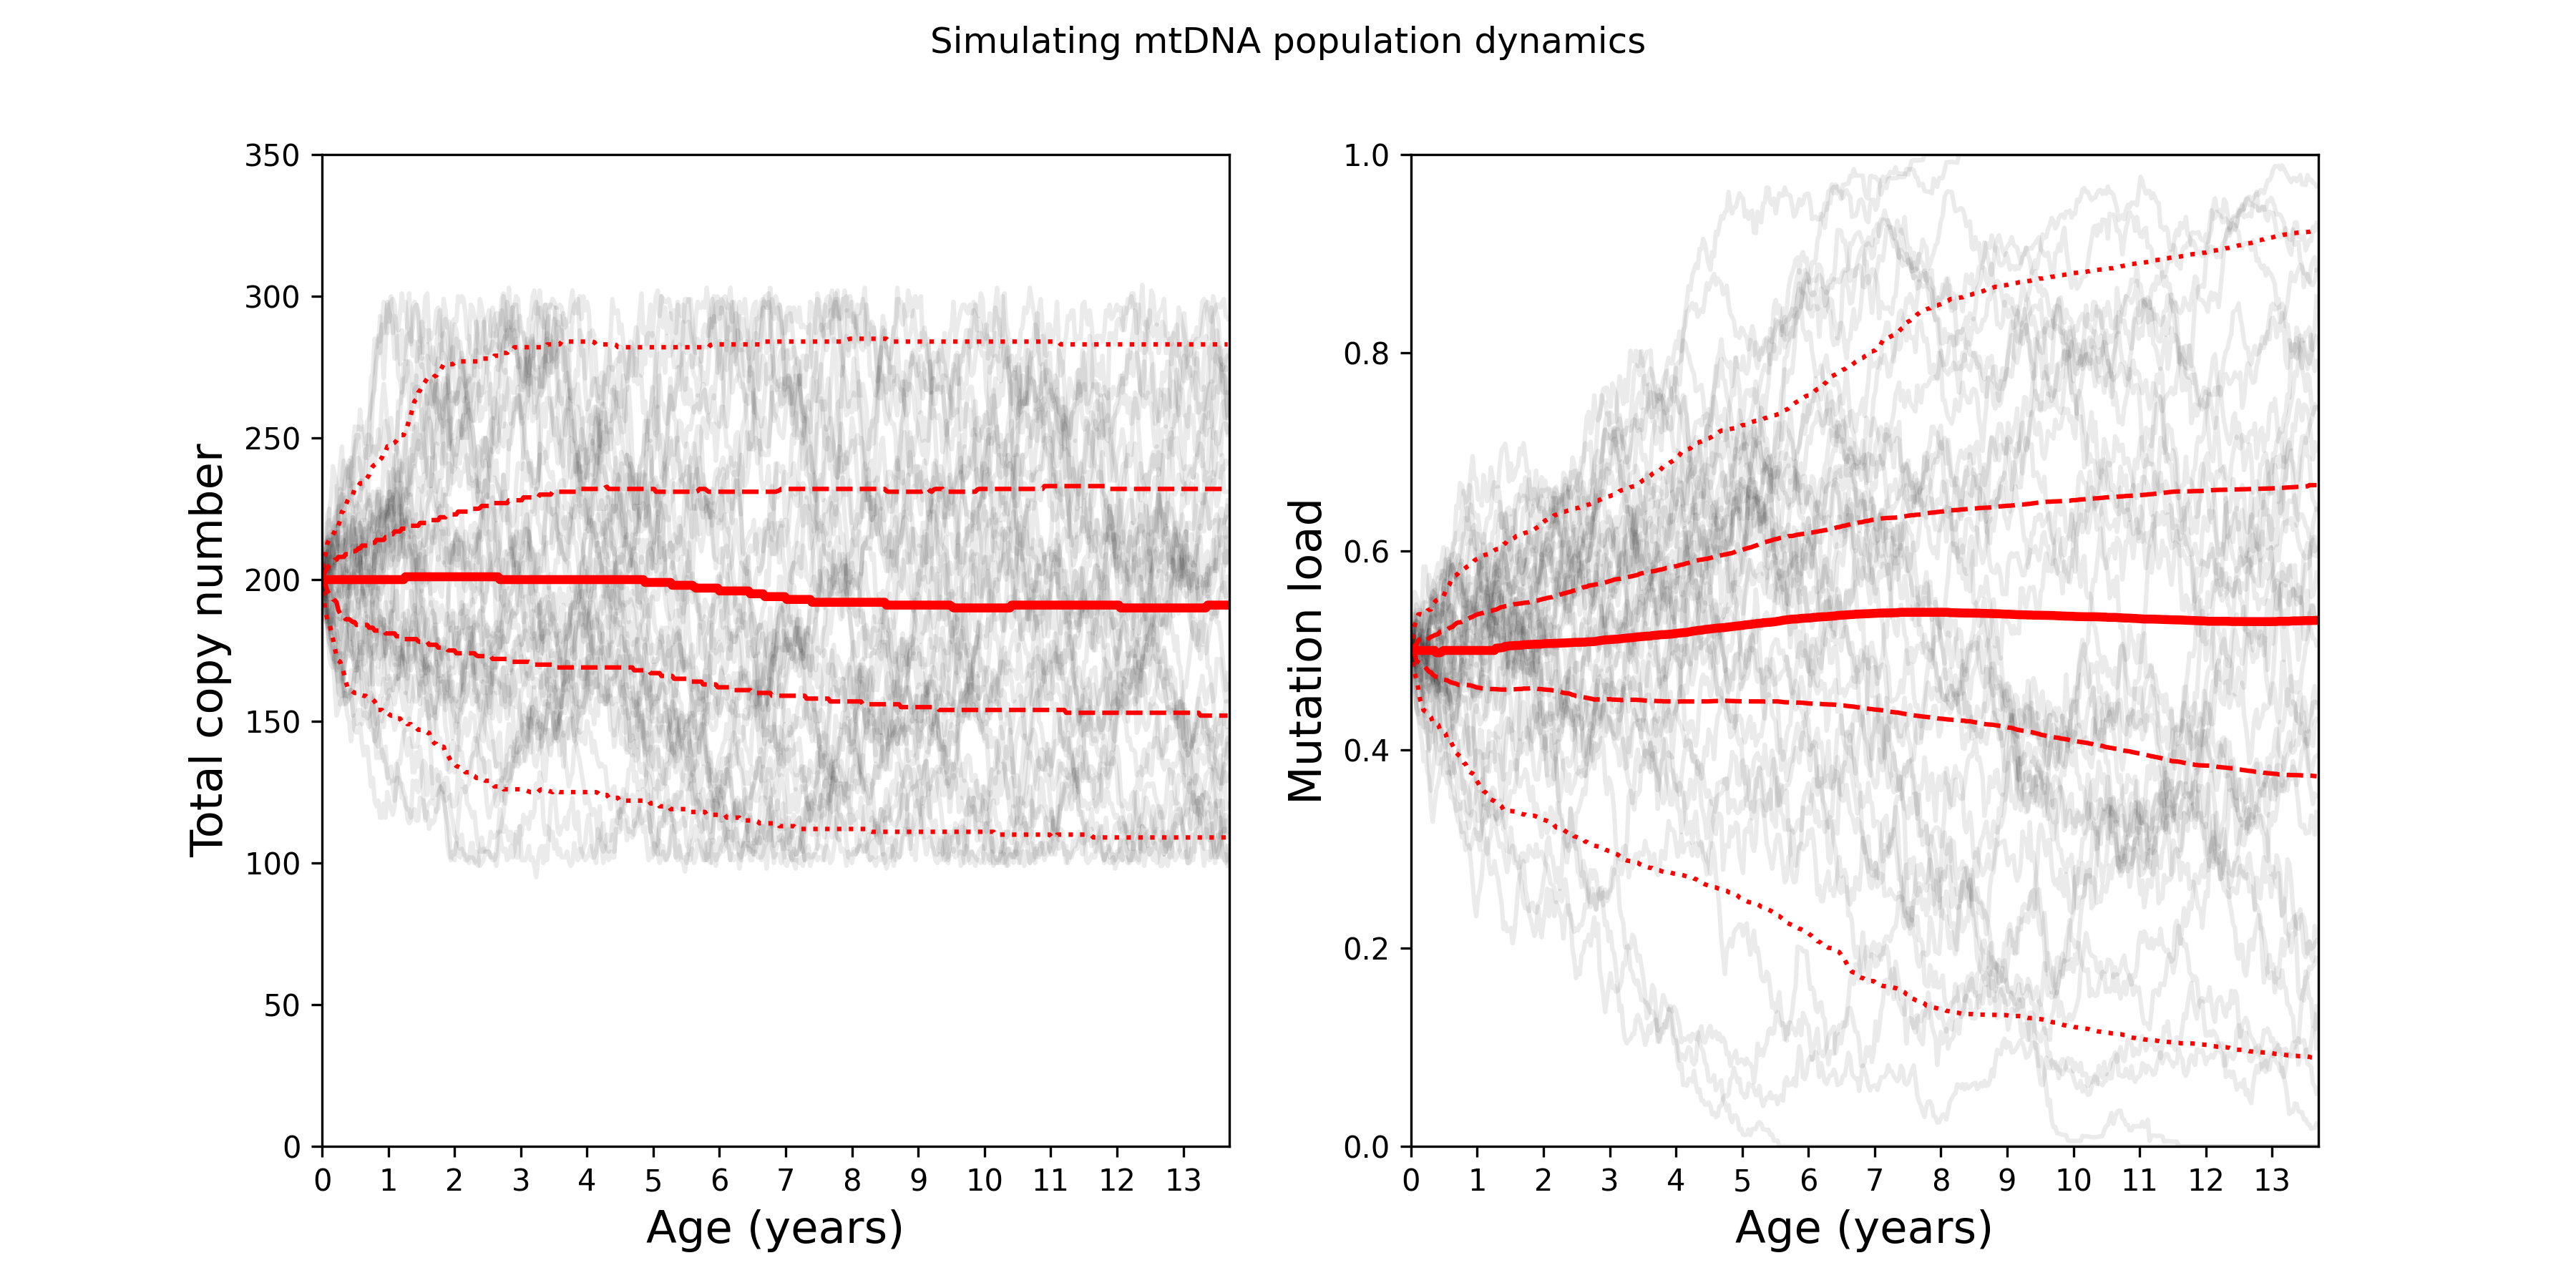 Simulating mtDNA population dynamics
Total copy number
350
300
250
200
150
100
50
0
0 1 2 3 4 5 6 7 8 9 10 11 12 13
Age (years)
Mutation load
1.0
0.8
0.6
0.4
0.2
0.0
0 1 2 3 4 5 6 7 8 9 10 11 12 13
Age (years)